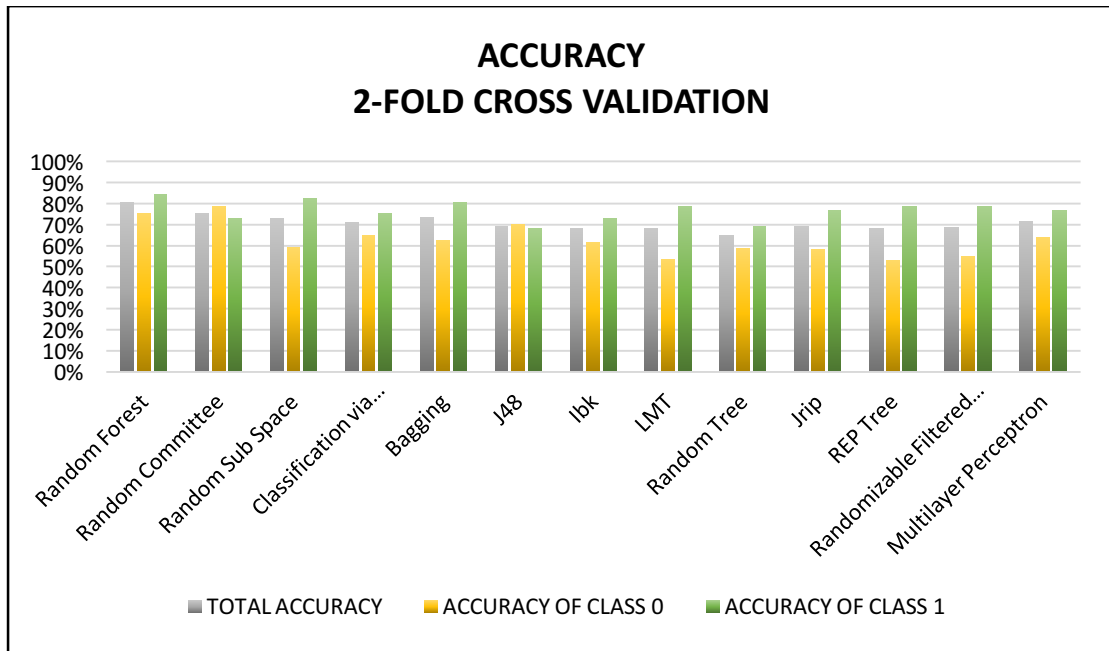 ACCURACY
2-FOLD CROSS VALIDATION
100%
90%
80%
70%
60%
50%
40%
30%
20%
10%
0%
Random Forest
Random Committee
Random Sub Space
Classification via...
Bagging
J48
Ibk
LMT
Random Tree
Jrip
REP Tree
Randomizable Filtered...
Multilayer Perceptron
TOTAL ACCURACY ACCURACY OF CLASS 0 ACCURACY OF CLASS 1